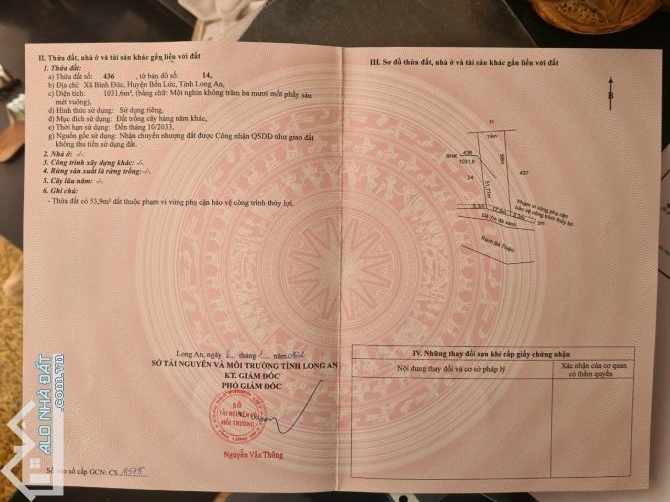 II. Thửa đất, nhà ở và tài sản khác gắn liền với đất
1. Thửa đất:
a) Thửa đất số: 436 , tờ bản đồ số: 14,
b) Địa chỉ: Xã Bình Đức, Huyện Bến Lức, Tỉnh Long An,
c) Diện tích: 1031,6m², (bằng chữ: Một nghìn không trăm ba mươi mốt phẩy sáu
mét vuông),
d) Hình thức sử dụng: Sử dụng riêng,
đ) Mục đích sử dụng: Đất trồng cây hàng năm khác,
e) Thời hạn sử dụng: Đến tháng 10/2033,
g) Nguồn gốc sử dụng: Nhận chuyển nhượng đất được Công nhận QSDĐ như giao đất
không thu tiền sử dụng đất.
2. Nhà ở: -/-.
3. Công trình xây dựng khác: -/-.
4. Rừng sản xuất là rừng trồng: -/-.
5. Cây lâu năm: -/-.
6. Ghi chú:
- Thửa đất có 53,9m² đất thuộc phạm vi vùng phụ cận bảo vệ công trình thủy lợi.
Long An, ngày tháng năm
SỞ TÀI NGUYÊN VÀ MÔI TRƯỜNG TỈNH LONG AN
KT. GIÁM ĐỐC
PHÓ GIÁM ĐỐC
SỞ
TÀI NGUYÊN VÀ
MÔI TRƯỜNG
Nguyễn Văn Thông
Số vào sổ cấp GCN: CS
III. Sơ đồ thửa đất, nhà ở và tài sản khác gắn liền với đất
B
11
19m
436
BHK
1031,6
58m
437
24
51,77m
Phạm vi vùng phụ cận
bảo vệ công trình thủy lợi
3m
Rạch Bà Thiện
IV. Những thay đổi sau khi cấp giấy chứng nhận
Nội dung thay đổi và cơ sở pháp lý
Xác nhận của cơ quan
có thẩm quyền
ALO NHÀ ĐẤT
.com.vn